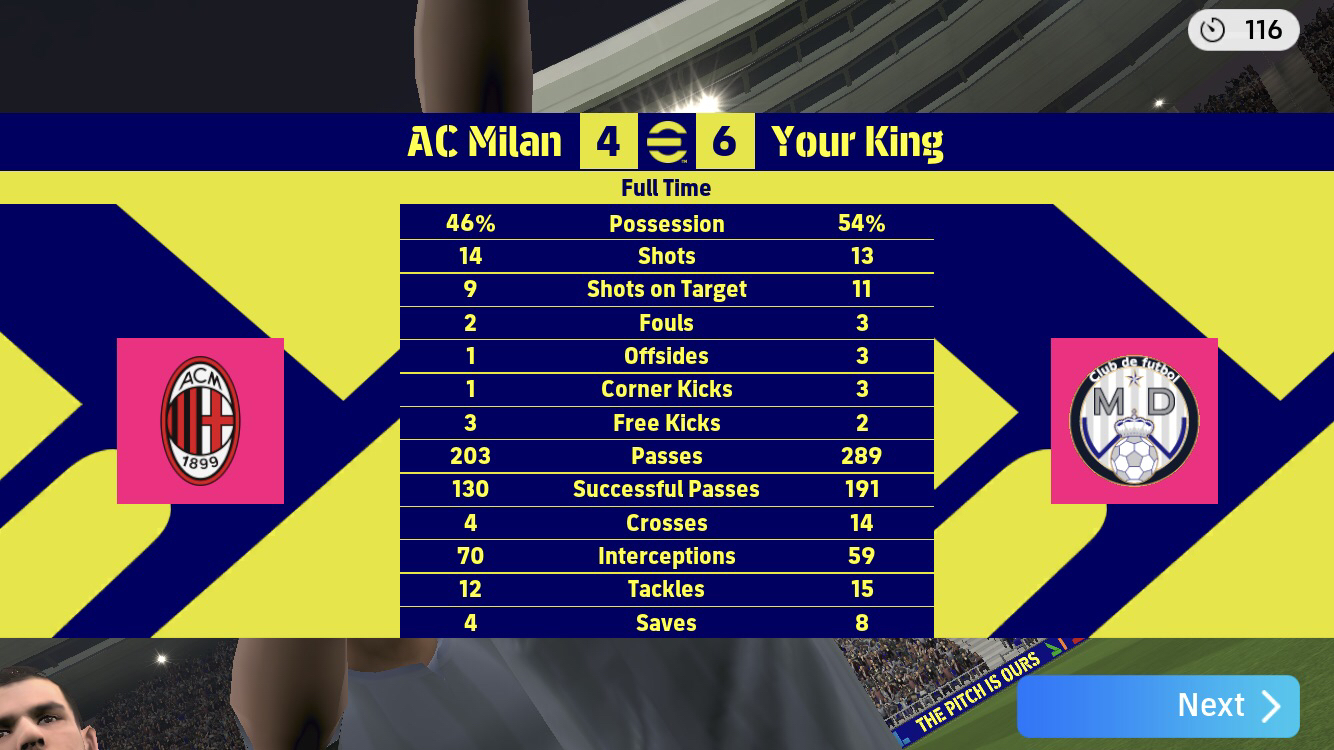 116
AC Milan 4 6 Your King
Full Time
46% Possession 54%
14 Shots 13
9 Shots on Target 11
2 Fouls 3
1 Offsides 3
1 Corner Kicks 3
3 Free Kicks 2
203 Passes 289
130 Successful Passes 191
4 Crosses 14
70 Interceptions 59
12 Tackles 15
4 Saves 8
ACM
1899
Club de futbol
M D
THE PITCH IS OURS
Next